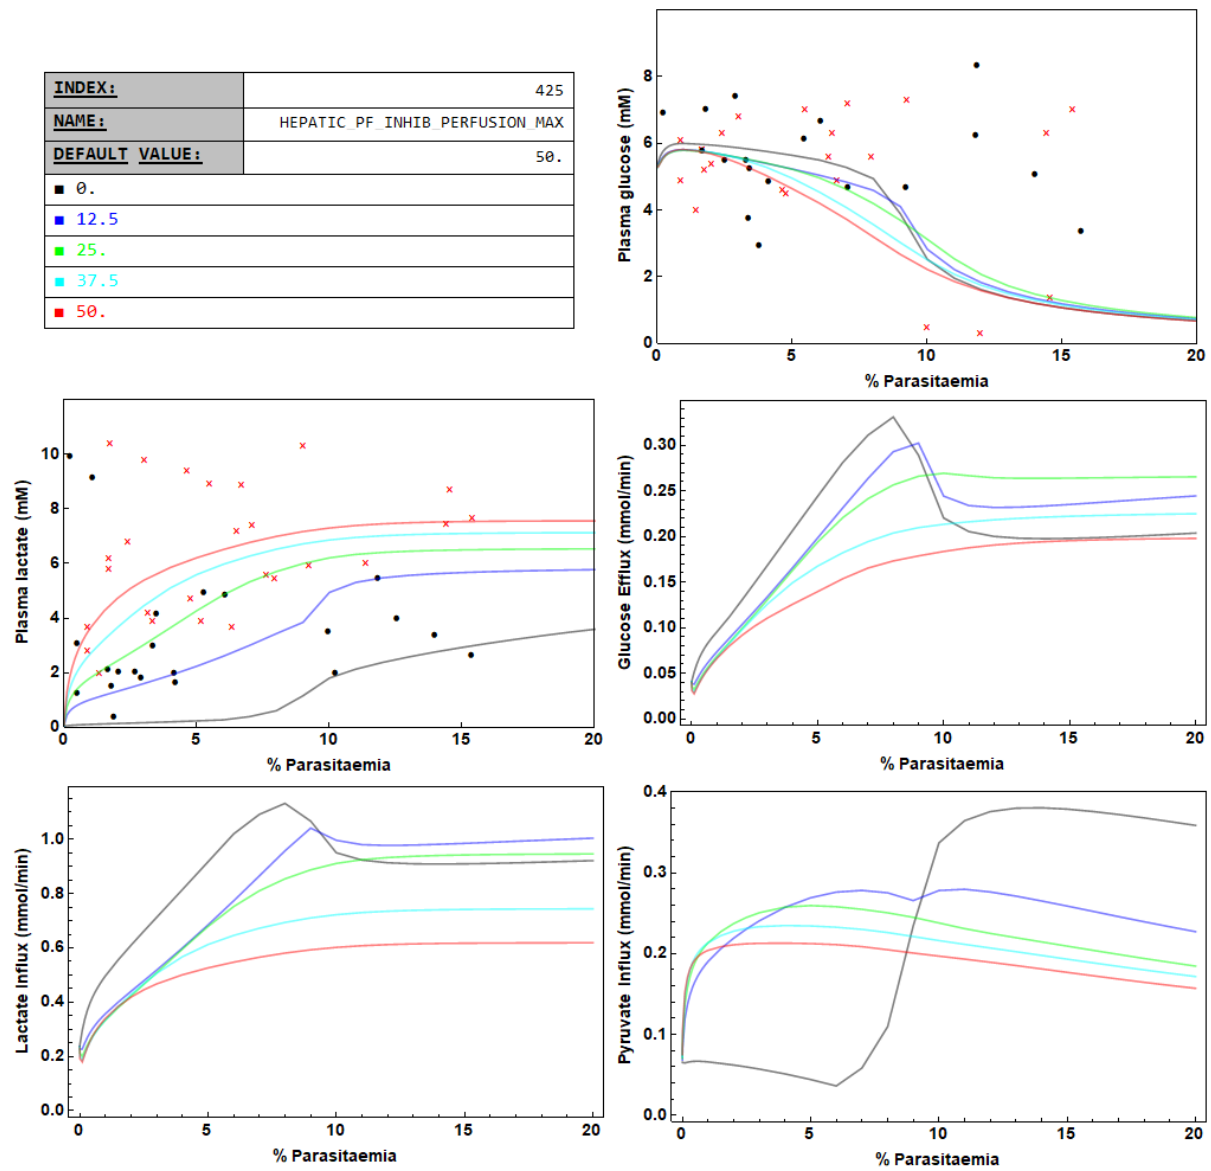 INDEX: 425
NAME: HEPATIC_PF_INHIB_PERFUSION_MAX
DEFAULT VALUE: 50.
0.
12.5
25.
37.5
50.
Plasma glucose (mM)
8
6
4
2
0
0 5 10 15 20
% Parasitaemia
Plasma lactate (mM)
10
8
6
4
2
0
0 5 10 15 20
% Parasitaemia
Glucose Efflux (mmol/min)
0.30
0.25
0.20
0.15
0.10
0.05
0.00
0 5 10 15 20
% Parasitaemia
Lactate Influx (mmol/min)
1.0
0.8
0.6
0.4
0.2
0.0
0 5 10 15 20
% Parasitaemia
Pyruvate Influx (mmol/min)
0.4
0.3
0.2
0.1
0.0
0 5 10 15 20
% Parasitaemia